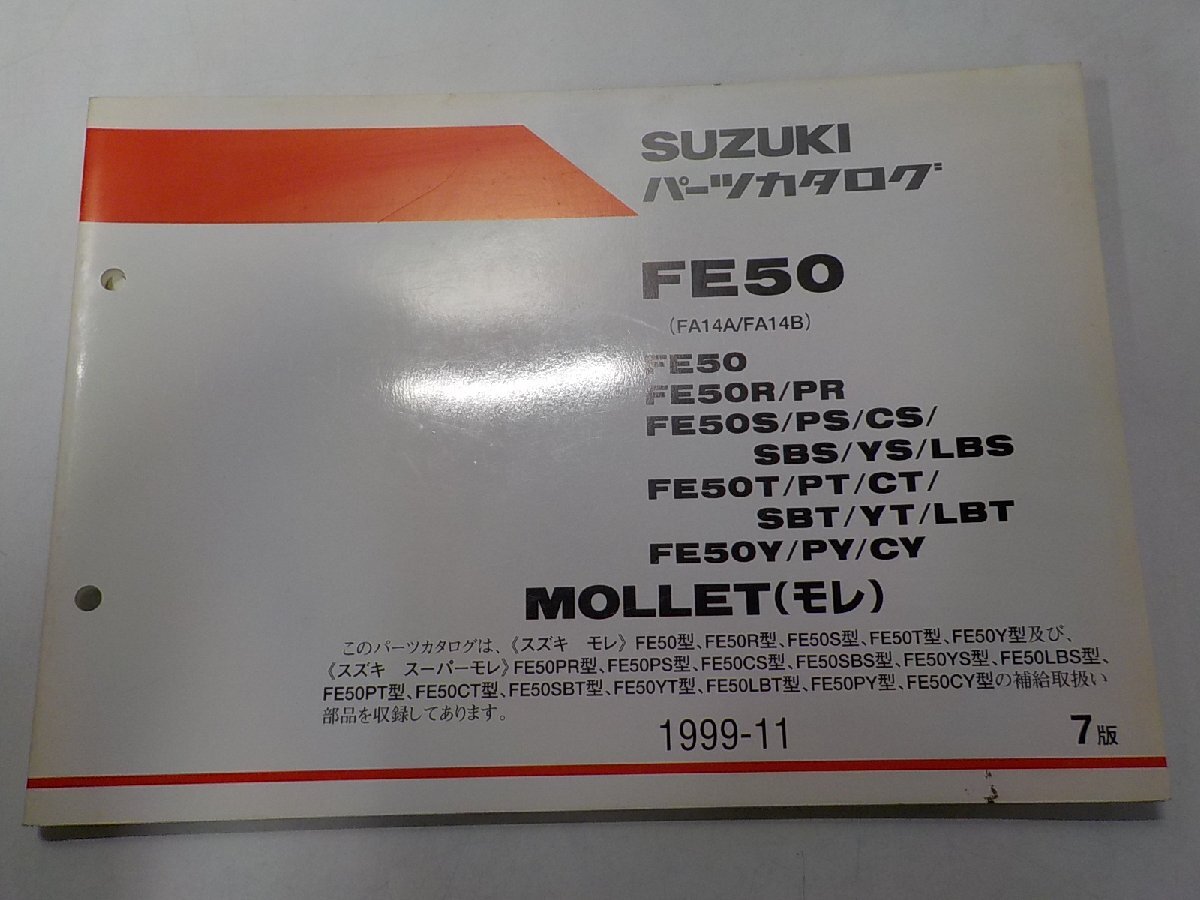 SUZUKI
パーツカタログ
FE50
(FA14A/FA14B)
FE50
FE50R/PR
FE50S/PS/CS/
SBS/YS/LBS
FE50T/PT/CT/
SBT/YT/LBT
FE50Y/PY/CY
MOLLET(モレ)
このパーツカタログは、《スズキ　モレ》FE50型、FE50R型、FE50S型、FE50T型、FE50Y型及び、
《スズキ　スーパーモレ》FE50PR型、FE50PS型、FE50CS型、FE50SBS型、FE50YS型、FE50LBS型、
FE50PT型、FE50CT型、FE50SBT型、FE50YT型、FE50LBT型、FE50PY型、FE50CY型の補給取扱い
部品を収録してあります。
1999-11
7版